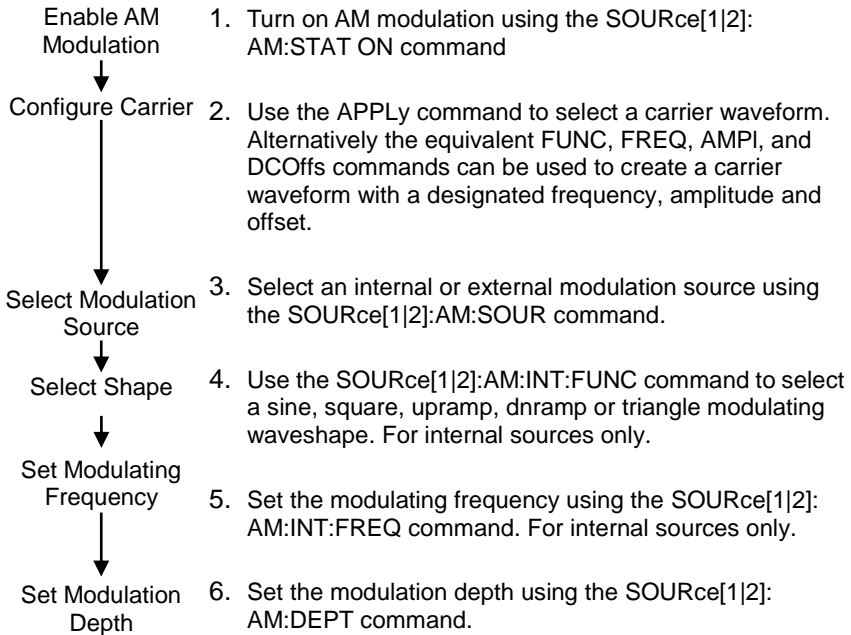 Enable AM
Modulation
1. Turn on AM modulation using the SOURce[1|2]:
AM:STAT ON command
Configure Carrier
2. Use the APPLy command to select a carrier waveform.
Alternatively the equivalent FUNC, FREQ, AMPl, and
DCOffs commands can be used to create a carrier
waveform with a designated frequency, amplitude and
offset.
Select Modulation
Source
3. Select an internal or external modulation source using
the SOURce[1|2]:AM:SOUR command.
Select Shape
4. Use the SOURce[1|2]:AM:INT:FUNC command to select
a sine, square, upramp, dnramp or triangle modulating
waveshape. For internal sources only.
Set Modulating
Frequency
5. Set the modulating frequency using the SOURce[1|2]:
AM:INT:FREQ command. For internal sources only.
Set Modulation
Depth
6. Set the modulation depth using the SOURce[1|2]:
AM:DEPT command.